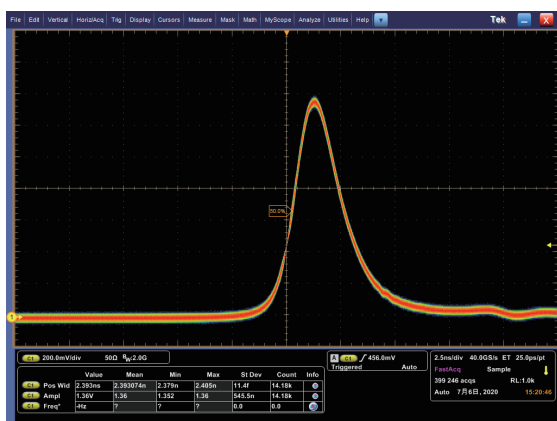 File Edit Vertical Horiz/Acq Trig Display Cursors Measure Mask Math MyScope Analyze Utilities Help Tek X
50.0%
1
C1 200.0mV/div 50Ω BW:2.0G
A C1 456.0mV
Triggered Auto
2.5ns/div 40.0GS/s ET 25.0ps/pt
FastAcq Sample
399 246 acqs RL:1.0k
Auto 7月6日, 2020 15:20:46
Value Mean Min Max St Dev Count Info
C1 Pos Wid 2.393ns 2.393074n 2.379n 2.405n 11.4f 14.18k
C1 Ampl 1.36V 1.36 1.352 1.36 545.5n 14.18k
C1 Freq* -Hz ? ? ? 0.0 0.0